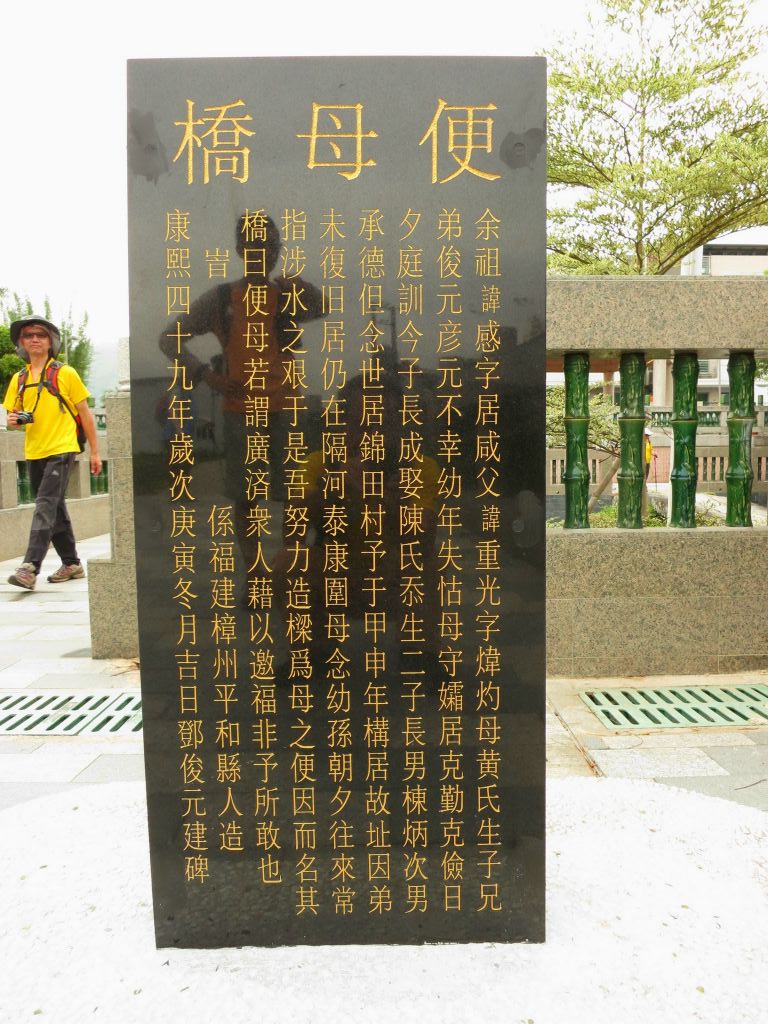 便母橋
余祖諱感字居咸父諱重光字煒灼母黄氏生子兄
弟俊元彦元不幸幼年失怙母守孀居克勤克儉日
夕庭訓今子長成娶陳氏忝生二子長男棟炳次男
承德但念世居錦田村予于甲申年構居故址因弟
未復旧居仍在隔河泰康圍母念幼孫朝夕往來常
指涉水之艰于是吾努力造樑爲母之便因而名其
橋曰便母若謂廣済衆人藉以邀福非予所敢也
旹 係福建樟州平和縣人造
康熙四十九年歲次庚寅冬月吉日鄧俊元建碑